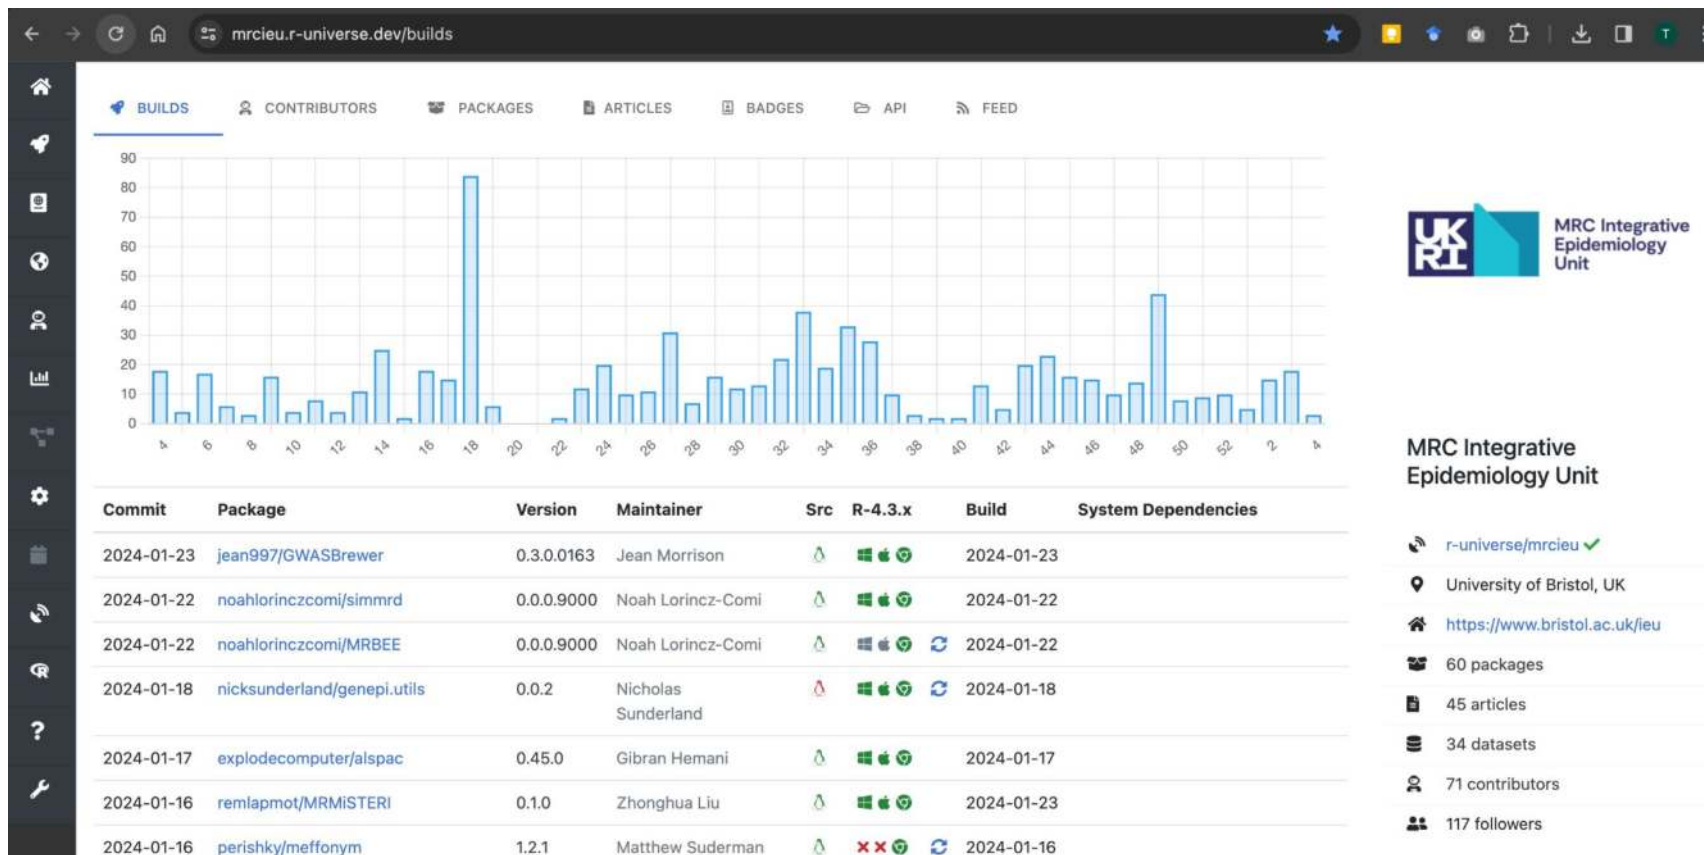 mrcieu.r-universe.dev/builds
T
BUILDS CONTRIBUTORS PACKAGES ARTICLES BADGES API FEED
90
80
70
60
50
40
30
20
10
0
4 6 8 10 12 14 16 18 20 22 24 26 28 30 32 34 36 38 40 42 44 46 48 50 52 2 4
Commit Package Version Maintainer Src R-4.3.x Build System Dependencies
2024-01-23 jean997/GWASBrewer 0.3.0.0163 Jean Morrison 2024-01-23
2024-01-22 noahlorinczcomi/simmrd 0.0.0.9000 Noah Lorincz-Comi 2024-01-22
2024-01-22 noahlorinczcomi/MRBEE 0.0.0.9000 Noah Lorincz-Comi 2024-01-22
2024-01-18 nicksunderland/genepi.utils 0.0.2 Nicholas 2024-01-18
Sunderland
2024-01-17 explodecomputer/alspac 0.45.0 Gibran Hemani 2024-01-17
2024-01-16 remlapmot/MRMiSTERI 0.1.0 Zhonghua Liu 2024-01-23
2024-01-16 perishky/meffonym 1.2.1 Matthew Suderman 2024-01-16
UK
RI
MRC Integrative
Epidemiology
Unit
MRC Integrative
Epidemiology Unit
r-universe/mrcieu
University of Bristol, UK
https://www.bristol.ac.uk/ieu
60 packages
45 articles
34 datasets
71 contributors
117 followers